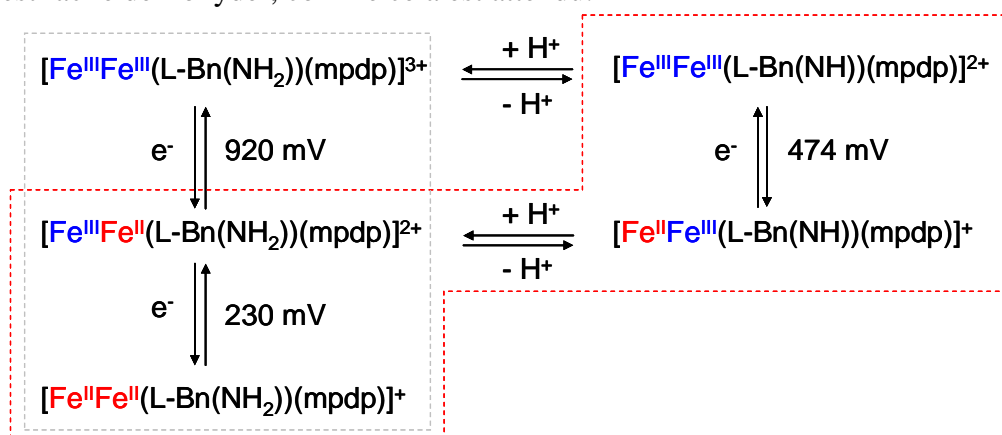 + H⁺
[FeᴵᴵᴵFeᴵᴵᴵ(L-Bn(NH₂))(mpdp)]³⁺ [FeᴵᴵᴵFeᴵᴵᴵ(L-Bn(NH))(mpdp)]²⁺
- H⁺
e⁻ 920 mV e⁻ 474 mV
+ H⁺
[FeᴵᴵᴵFeᴵᴵ(L-Bn(NH₂))(mpdp)]²⁺ [FeᴵᴵFeᴵᴵᴵ(L-Bn(NH))(mpdp)]⁺
- H⁺
e⁻ 230 mV
[FeᴵᴵFeᴵᴵ(L-Bn(NH₂))(mpdp)]⁺